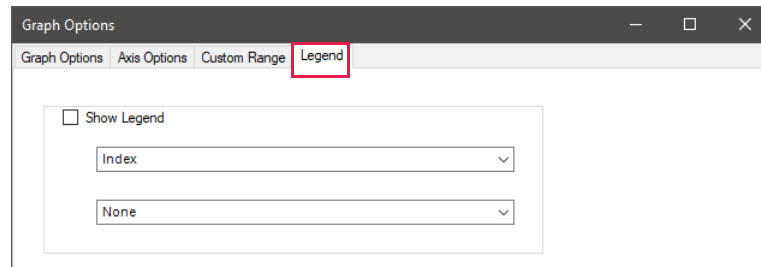 Graph Options
Graph Options Axis Options Custom Range Legend
Show Legend
Index
None